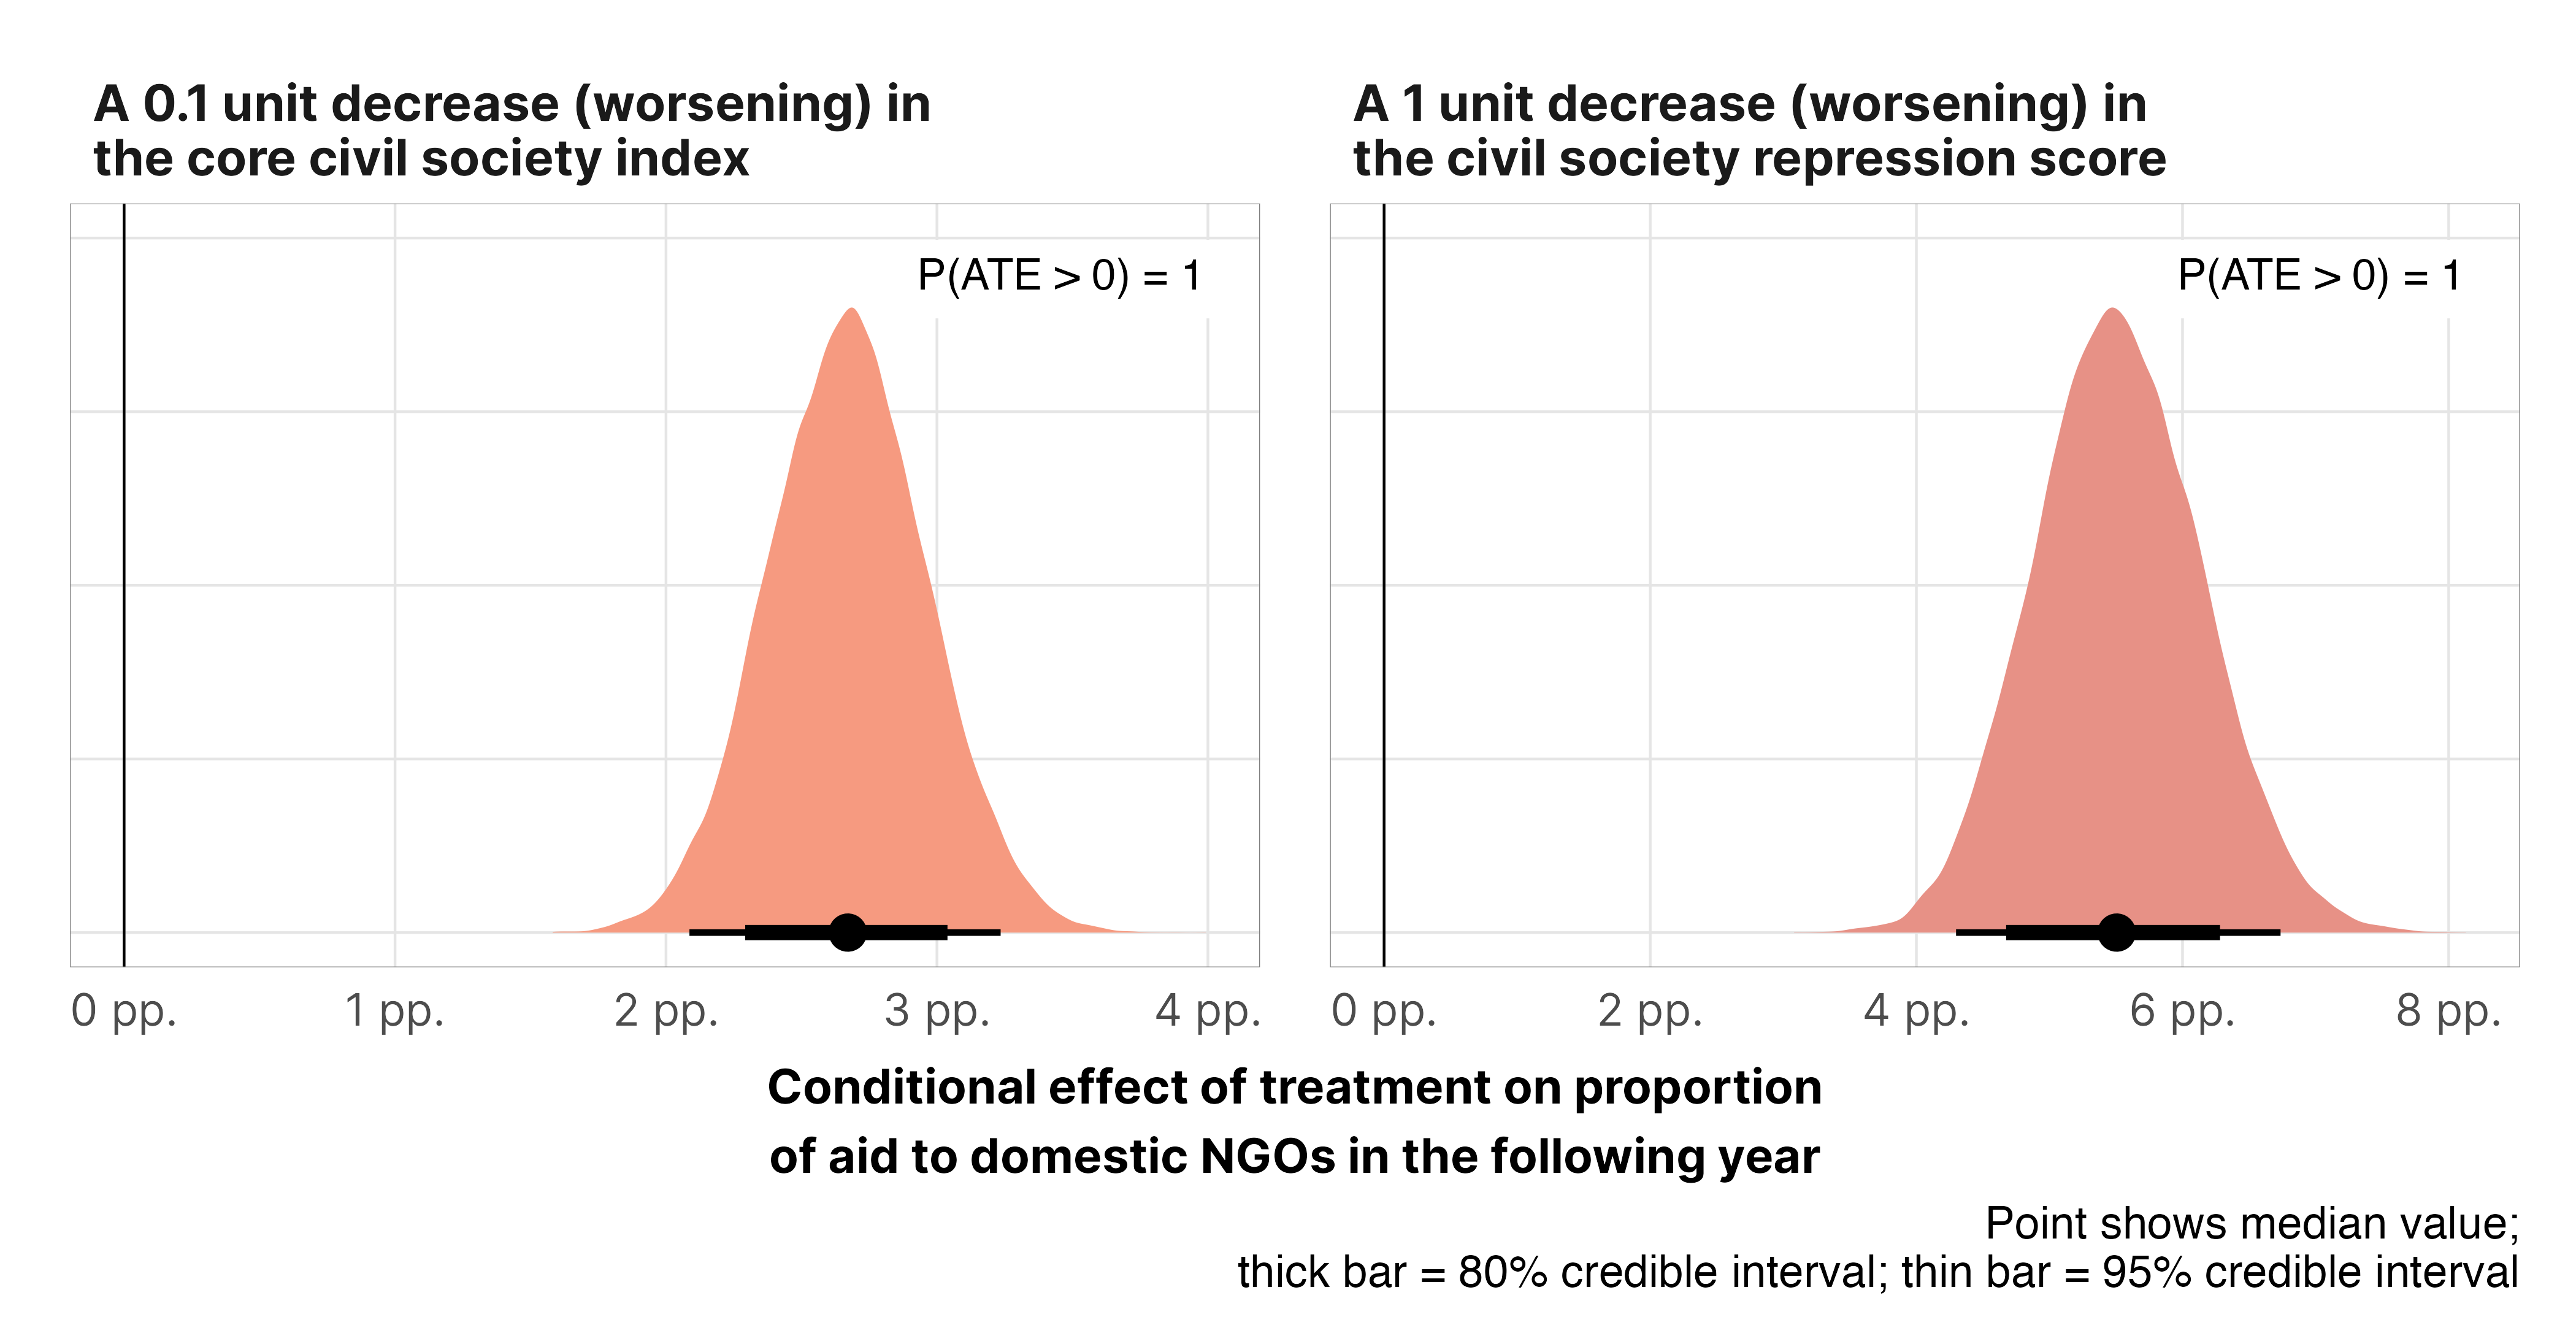 A 0.1 unit decrease (worsening) in
the core civil society index
P(ATE > 0) = 1
0 pp.
1 pp.
2 pp.
3 pp.
4 pp.
A 1 unit decrease (worsening) in
the civil society repression score
P(ATE > 0) = 1
0 pp.
2 pp.
4 pp.
6 pp.
8 pp.
Conditional effect of treatment on proportion
of aid to domestic NGOs in the following year
Point shows median value;
thick bar = 80% credible interval; thin bar = 95% credible interval